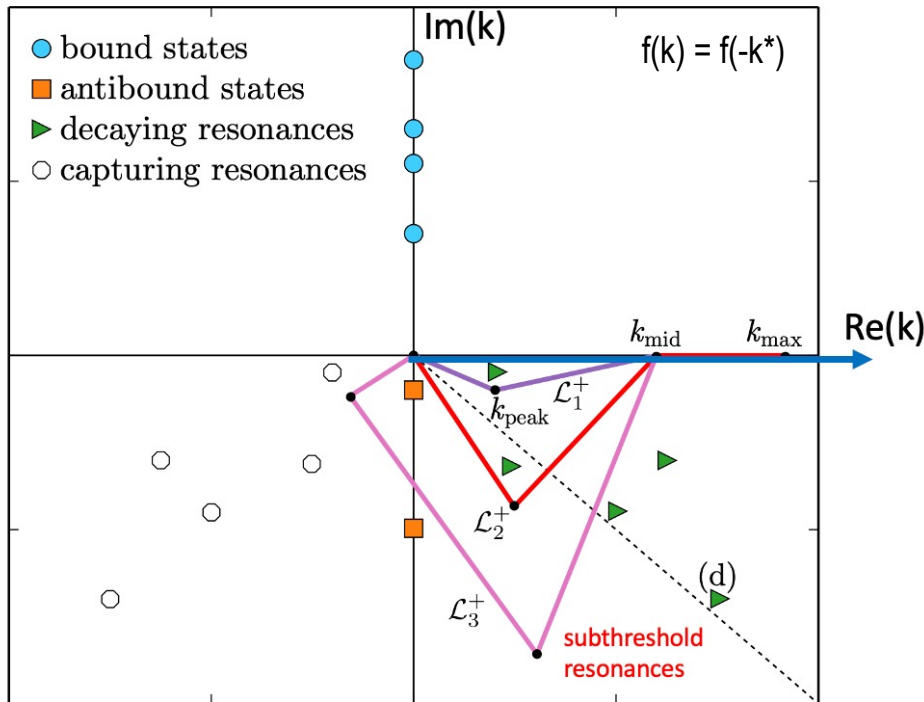 Im(k)
f(k) = f(-k*)
bound states
antibound states
decaying resonances
capturing resonances
k_mid
k_max
Re(k)
k_peak
ℒ₁⁺
ℒ₂⁺
ℒ₃⁺
(d)
subthreshold
resonances